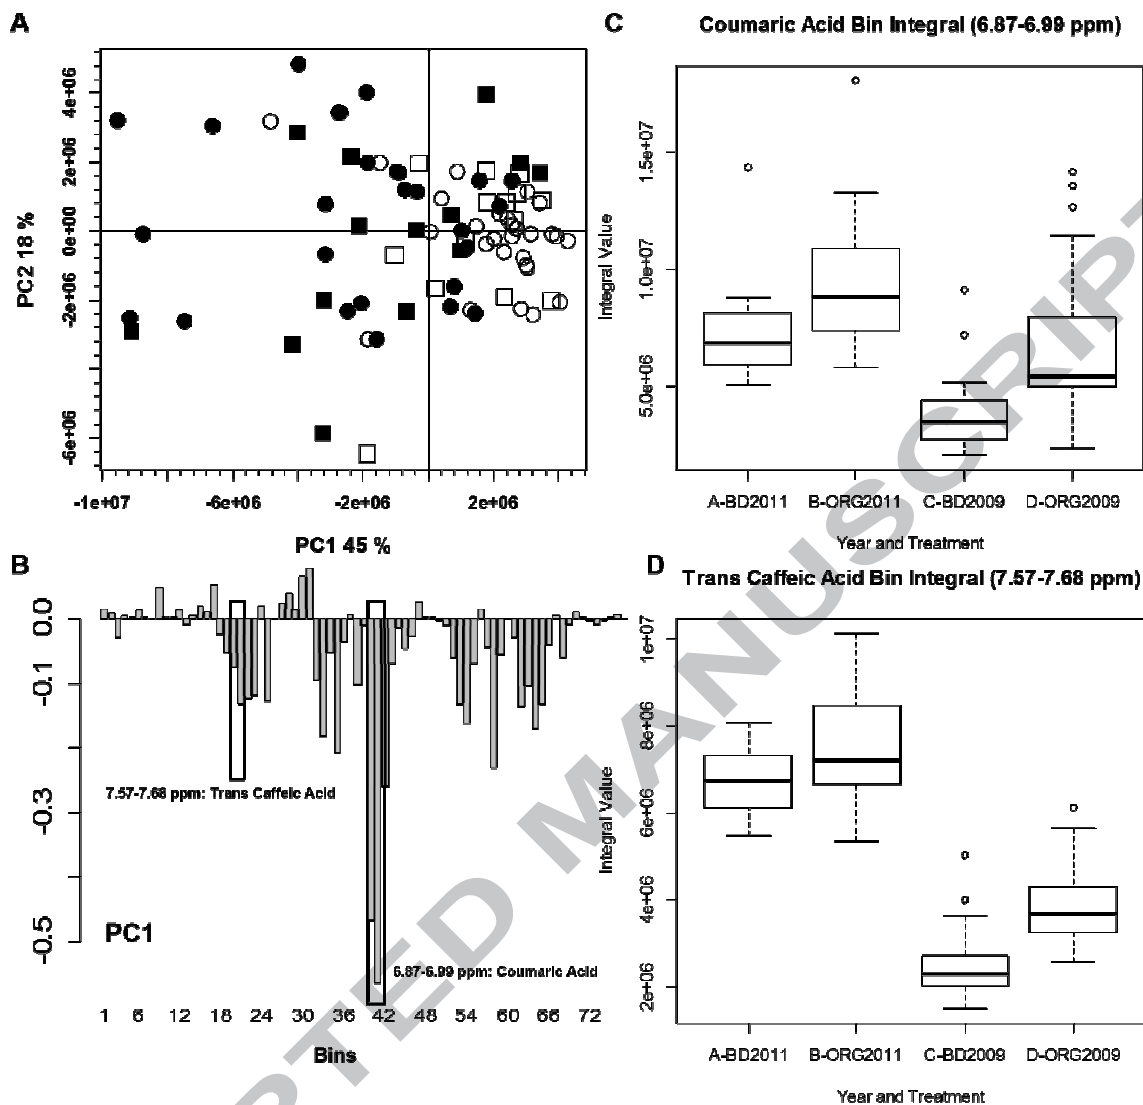 A
4e+06
2e+06
0e+00
-2e+06
-6e+06
PC2 18 %
-1e+07 -6e+06 -2e+06 2e+06
PC1 45 %
B
0.0
-0.1
-0.3
-0.5
7.57-7.68 ppm: Trans Caffeic Acid
PC1
6.87-6.99 ppm: Coumaric Acid
1 6 12 18 24 30 36 42 48 54 60 66 72
Bins
C Coumaric Acid Bin Integral (6.87-6.99 ppm)
1.5e+07
1.0e+07
5.0e+06
Integral Value
A-BD2011 B-ORG2011 C-BD2009 D-ORG2009
Year and Treatment
D Trans Caffeic Acid Bin Integral (7.57-7.68 ppm)
1e+07
8e+06
6e+06
4e+06
2e+06
Integral Value
A-BD2011 B-ORG2011 C-BD2009 D-ORG2009
Year and Treatment
PTED MANUSCRIPT